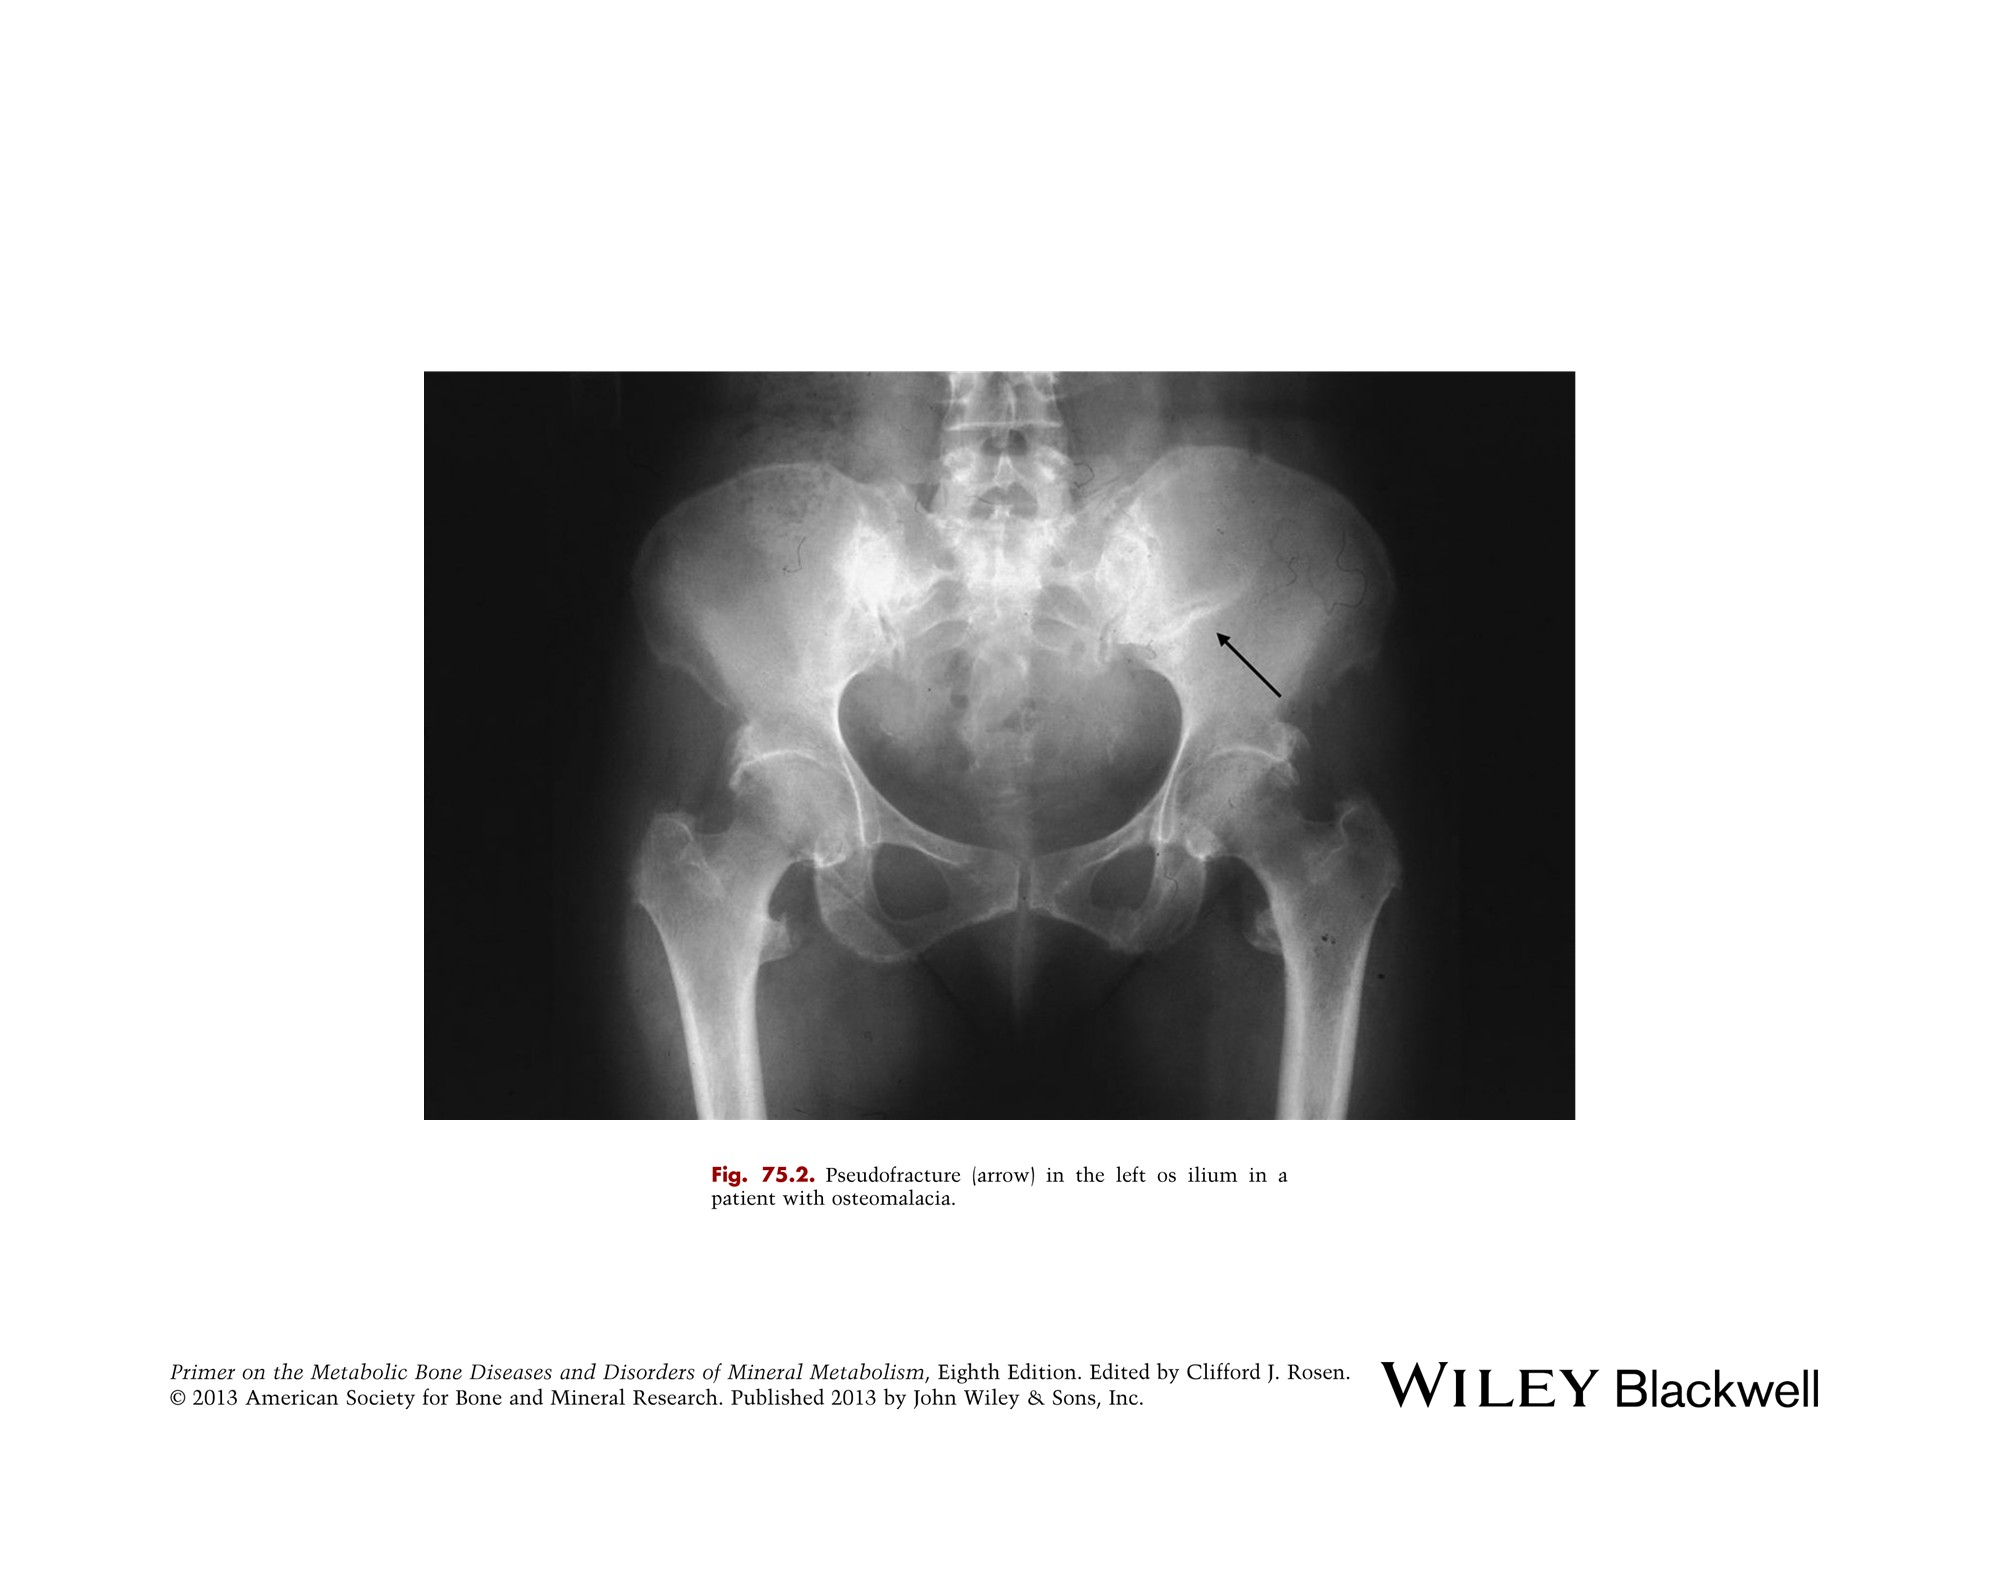 Fig. 75.2. Pseudofracture (arrow) in the left os ilium in a
patient with osteomalacia.
Primer on the Metabolic Bone Diseases and Disorders of Mineral Metabolism, Eighth Edition. Edited by Clifford J. Rosen.
© 2013 American Society for Bone and Mineral Research. Published 2013 by John Wiley & Sons, Inc.
WILEY Blackwell